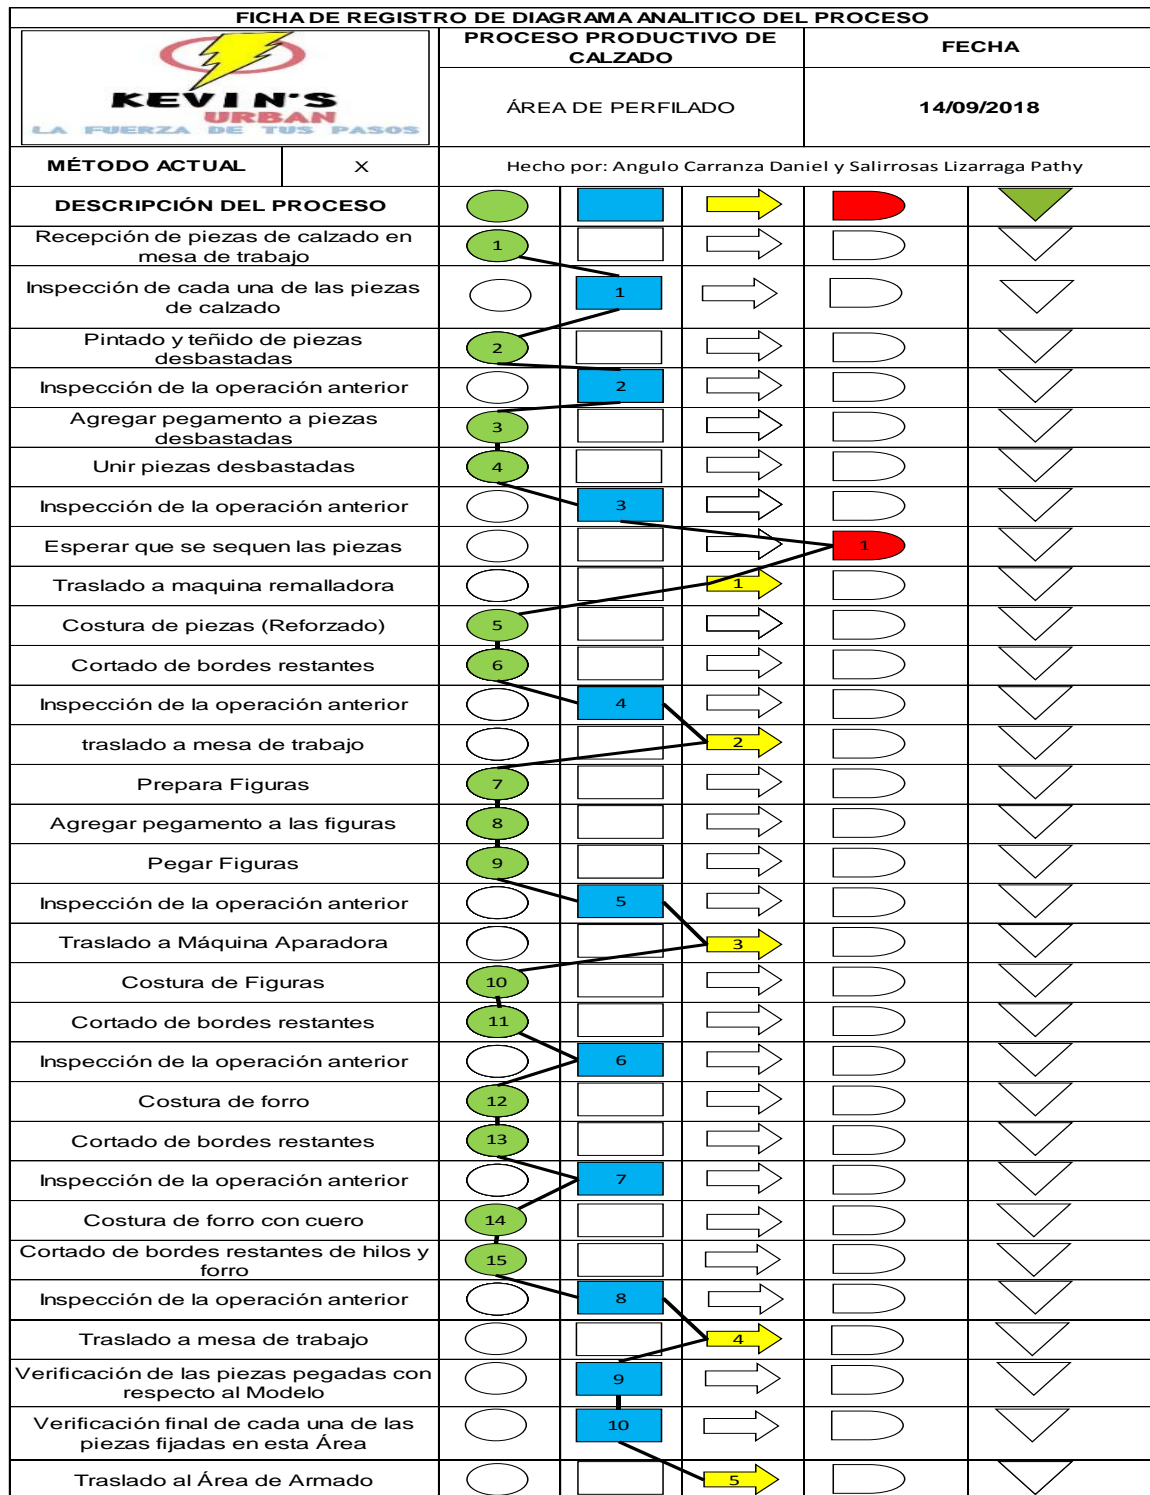 FICHA DE REGISTRO DE DIAGRAMA ANALITICO DEL PROCESO
KEVIN'S
URBAN
LA FUERZA DE TUS PASOS
PROCESO PRODUCTIVO DE
CALZADO
FECHA
ÁREA DE PERFILADO
14/09/2018
MÉTODO ACTUAL
X
Hecho por: Angulo Carranza Daniel y Salirrosas Lizarraga Pathy
DESCRIPCIÓN DEL PROCESO
Recepción de piezas de calzado en
mesa de trabajo
1
Inspección de cada una de las piezas
de calzado
1
Pintado y teñido de piezas
desbastadas
2
Inspección de la operación anterior
2
Agregar pegamento a piezas
desbastadas
3
Unir piezas desbastadas
4
Inspección de la operación anterior
3
Esperar que se sequen las piezas
1
Traslado a maquina remalladora
1
Costura de piezas (Reforzado)
5
Cortado de bordes restantes
6
Inspección de la operación anterior
4
traslado a mesa de trabajo
2
Prepara Figuras
7
Agregar pegamento a las figuras
8
Pegar Figuras
9
Inspección de la operación anterior
5
Traslado a Máquina Aparadora
3
Costura de Figuras
10
Cortado de bordes restantes
11
Inspección de la operación anterior
6
Costura de forro
12
Cortado de bordes restantes
13
Inspección de la operación anterior
7
Costura de forro con cuero
14
Cortado de bordes restantes de hilos y
forro
15
Inspección de la operación anterior
8
Traslado a mesa de trabajo
4
Verificación de las piezas pegadas con
respecto al Modelo
9
Verificación final de cada una de las
piezas fijadas en esta Área
10
Traslado al Área de Armado
5